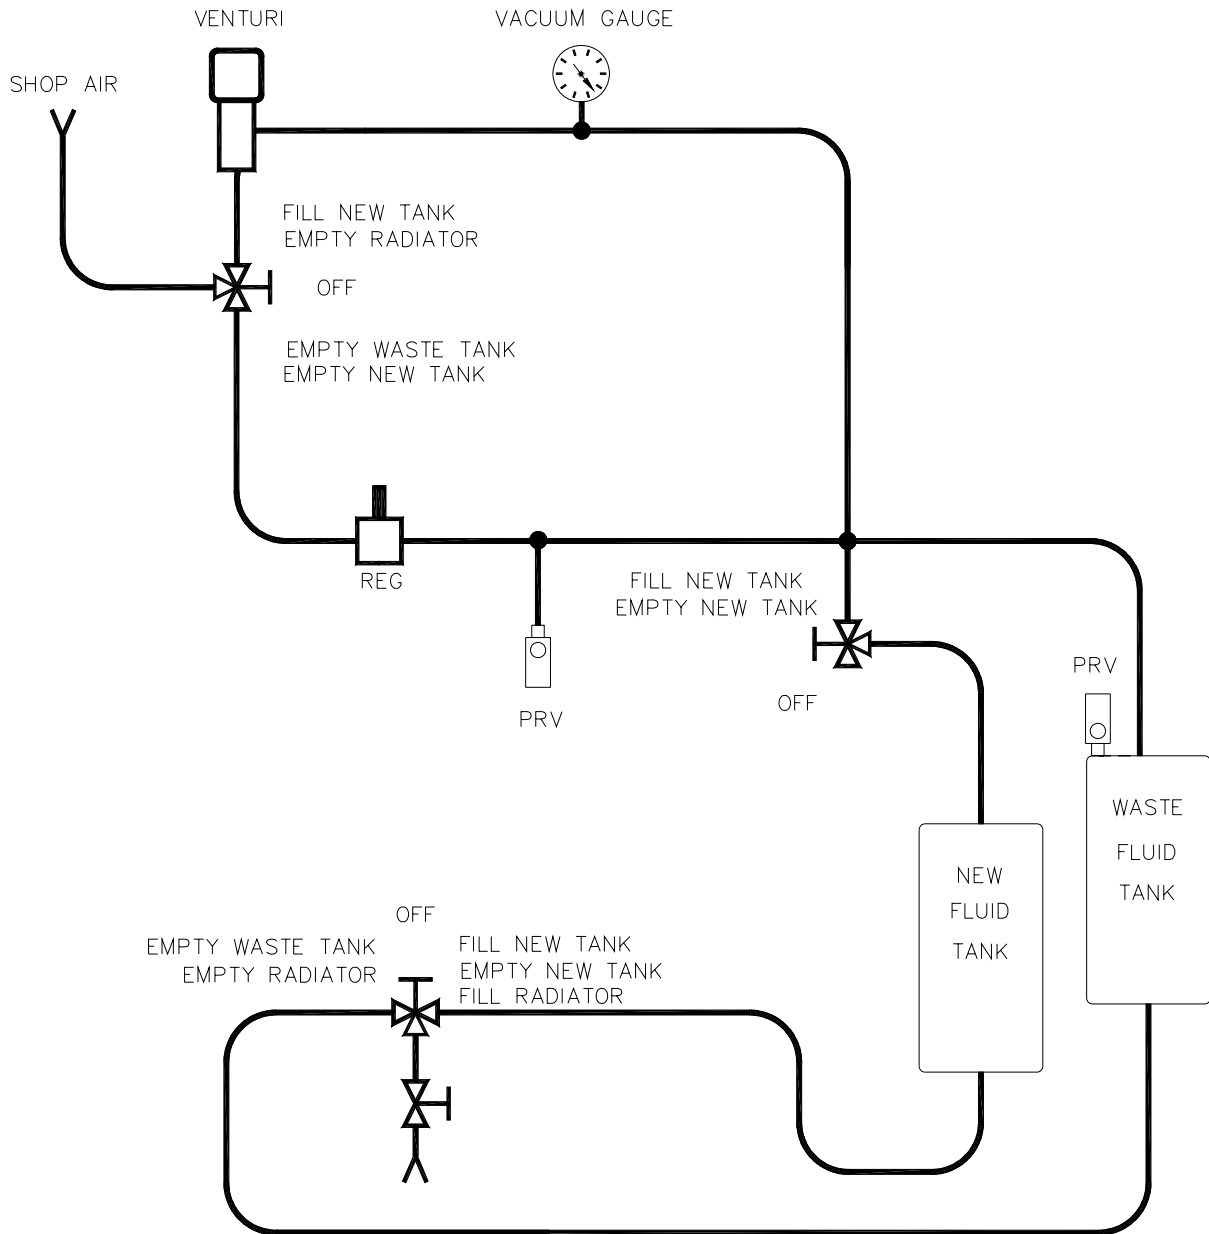 VENTURI
VACUUM GAUGE
SHOP AIR
FILL NEW TANK
EMPTY RADIATOR
OFF
EMPTY WASTE TANK
EMPTY NEW TANK
REG
FILL NEW TANK
EMPTY NEW TANK
PRV
OFF
PRV
WASTE
FLUID
TANK
NEW
FLUID
TANK
OFF
EMPTY WASTE TANK
EMPTY RADIATOR
FILL NEW TANK
EMPTY NEW TANK
FILL RADIATOR